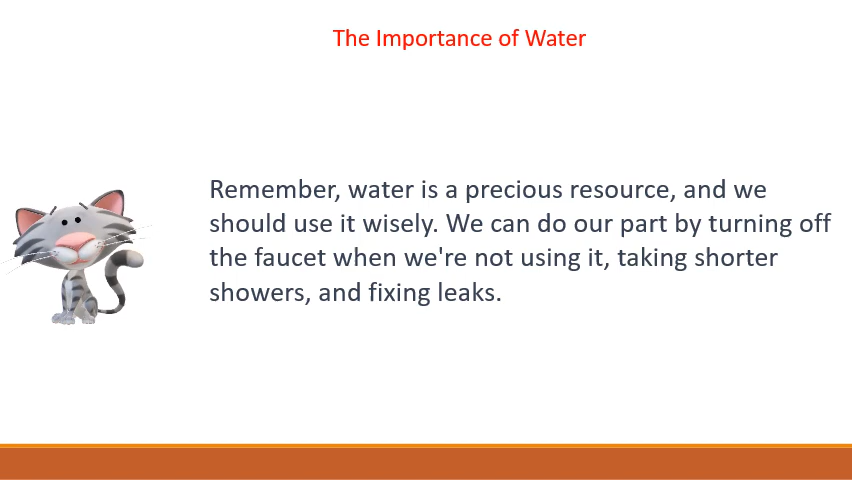 The Importance of Water
Remember, water is a precious resource, and we
should use it wisely. We can do our part by turning off
the faucet when we're not using it, taking shorter
showers, and fixing leaks.